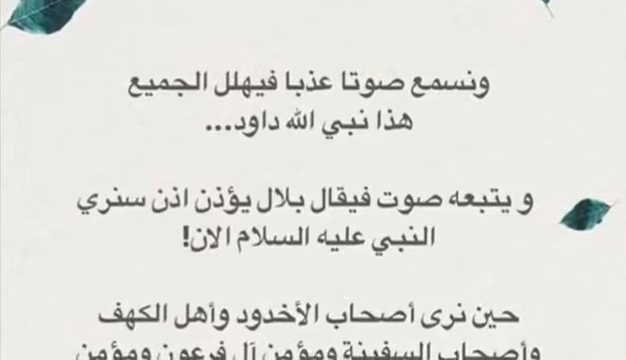 ونسمع صوتا عذبا فيهلل الجميع
هذا نبي الله داود...
و يتبعه صوت فيقال بلال يؤذن اذن سنري
النبي عليه السلام الان!
حين نرى أصحاب الأخدود وأهل الكهف
وأصحاب السفينة ومؤمن آل فرعون ومؤمن